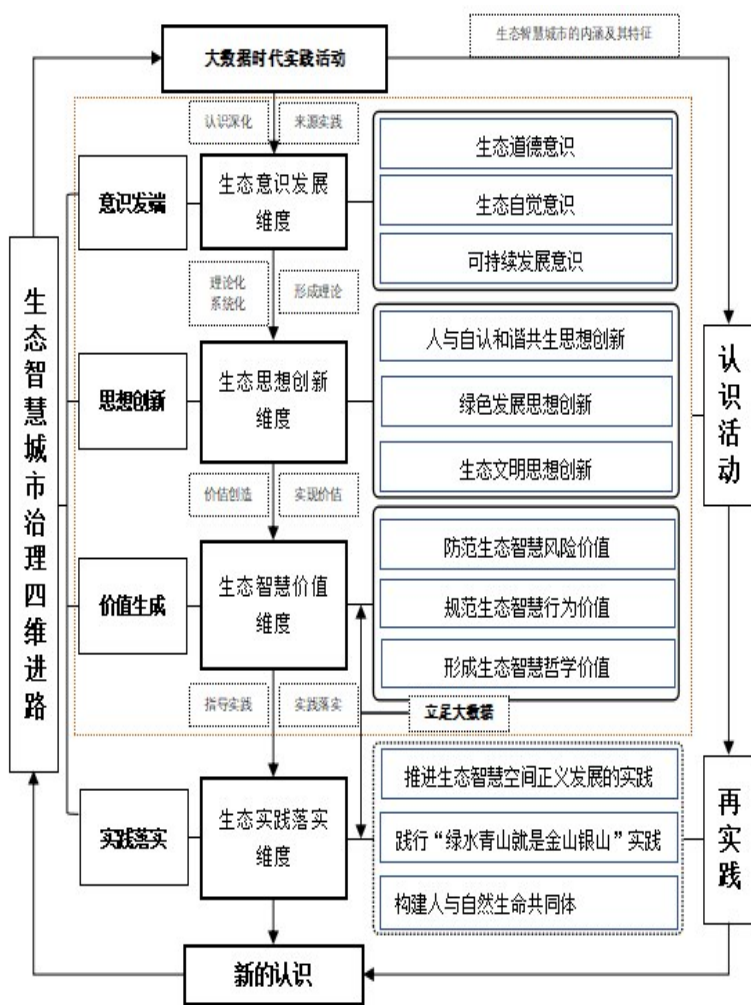 生态智慧城市的内涵及其特征
大数据时代实践活动
认识深化
来源实践
意识发端
生态意识发展
维度
生态道德意识
生态自觉意识
可持续发展意识
理论化
系统化
形成理论
思想创新
生态思想创新
维度
人与自认和谐共生思想创新
绿色发展思想创新
生态文明思想创新
价估创造
实现价估
价值生成
生态智慧价值
维度
防范生态智慧风险价值
规范生态智慧行为价值
形成生态智慧哲学价值
指导实践
实践落实
立足大数据
实践落实
生态实践落实
维度
推进生态智慧空间正义发展的实践
践行“绿水青山就是金山银山”实践
构建人与自然生命共同体
新的认识
生态智慧城市治理四维进路
认识活动
再实践